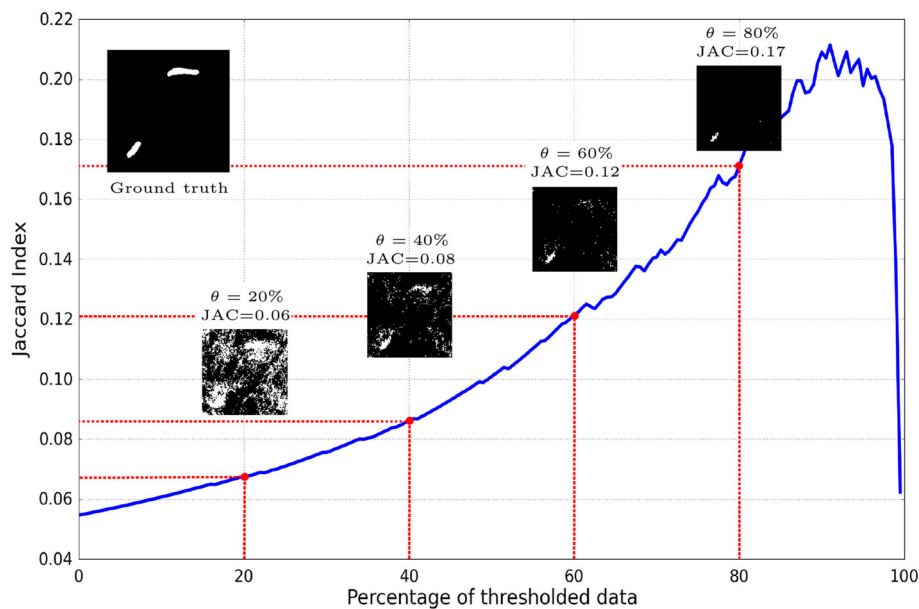 0.22
0.20
0.18
0.16
0.14
0.12
0.10
0.08
0.06
0.04
Jaccard Index
Ground truth
θ = 20%
JAC=0.06
θ = 40%
JAC=0.08
θ = 60%
JAC=0.12
θ = 80%
JAC=0.17
0 20 40 60 80 100
Percentage of thresholded data